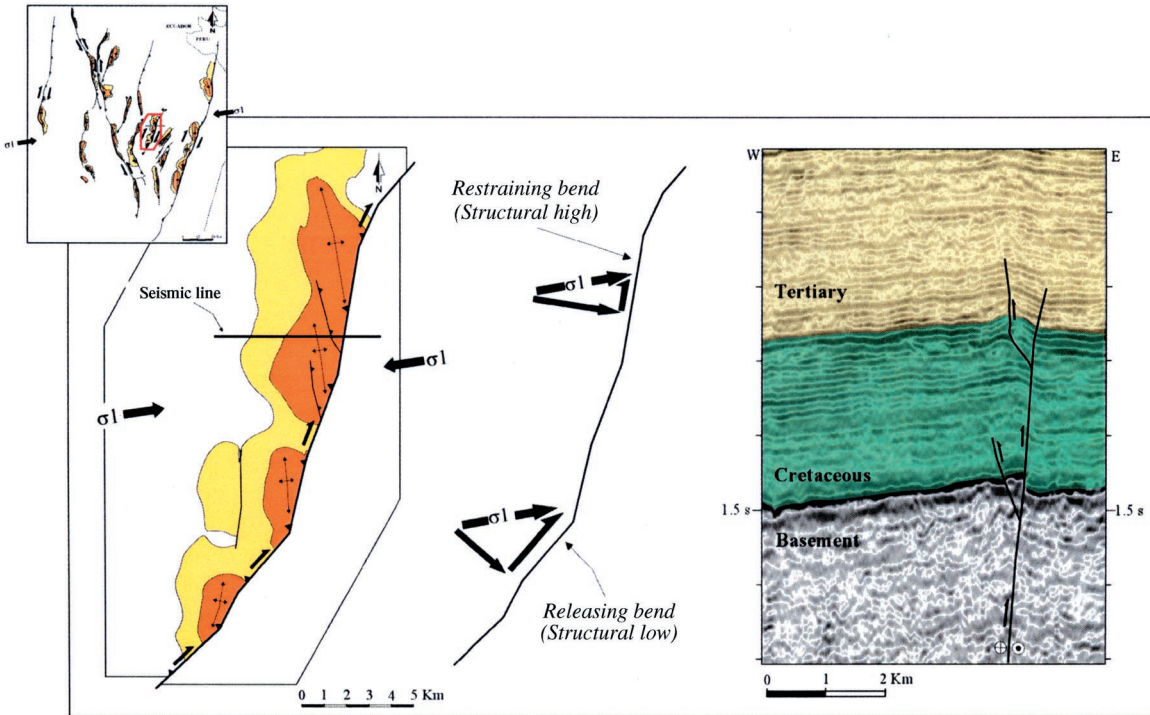 ECUADOR
PERU
N
σ1
σ1
N
Seismic line
σ1
σ1
0 1 2 3 4 5 Km
Restraining bend
(Structural high)
σ1
σ1
Releasing bend
(Structural low)
W
E
Tertiary
Cretaceous
1.5 s
1.5 s
Basement
0 1 2 Km